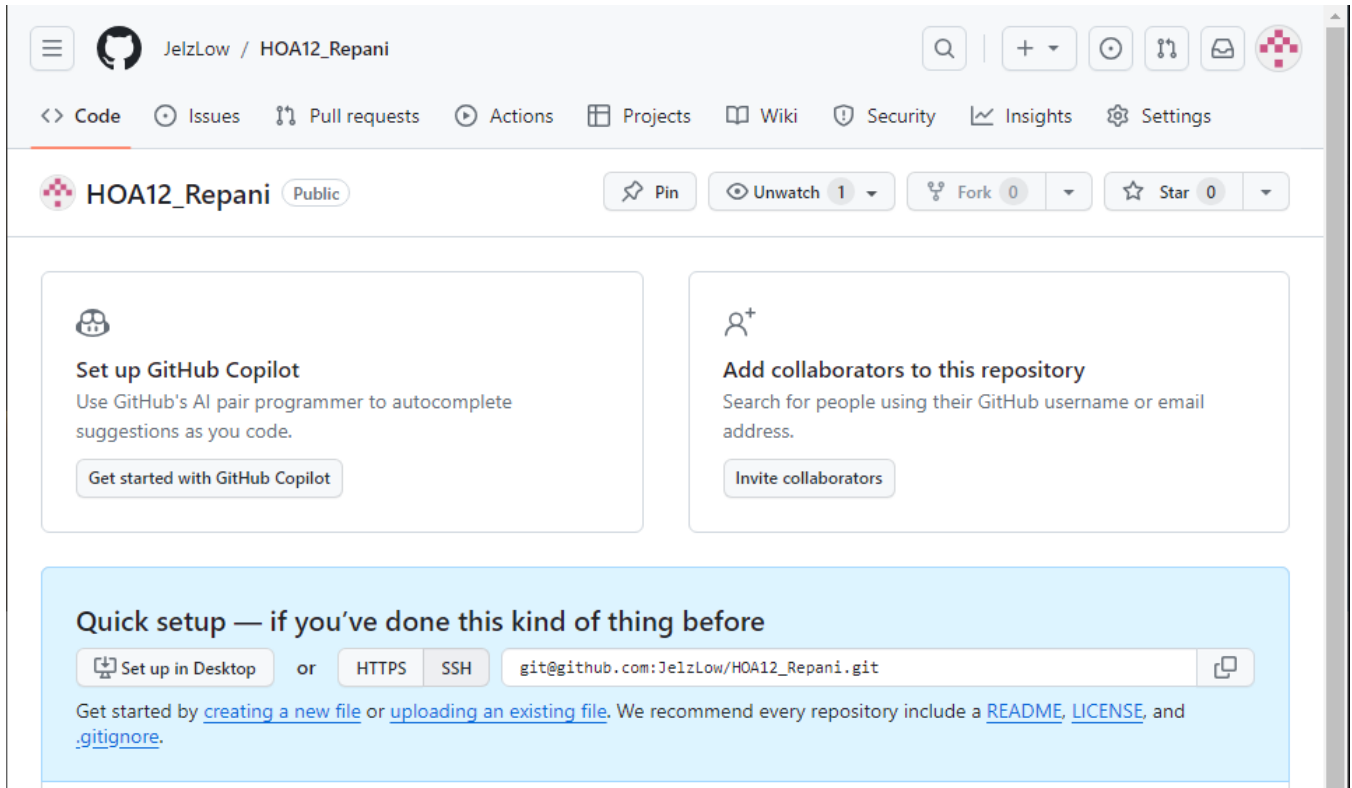 JelzLow / HOA12_Repani
Code Issues Pull requests Actions Projects Wiki Security Insights Settings
HOA12_Repani Public Pin Unwatch 1 Fork 0 Star 0
Set up GitHub Copilot
Use GitHub's AI pair programmer to autocomplete
suggestions as you code.
Get started with GitHub Copilot
Add collaborators to this repository
Search for people using their GitHub username or email
address.
Invite collaborators
Quick setup — if you’ve done this kind of thing before
Set up in Desktop or HTTPS SSH git@github.com:JelzLow/HOA12_Repani.git
Get started by creating a new file or uploading an existing file. We recommend every repository include a README, LICENSE, and
.gitignore.